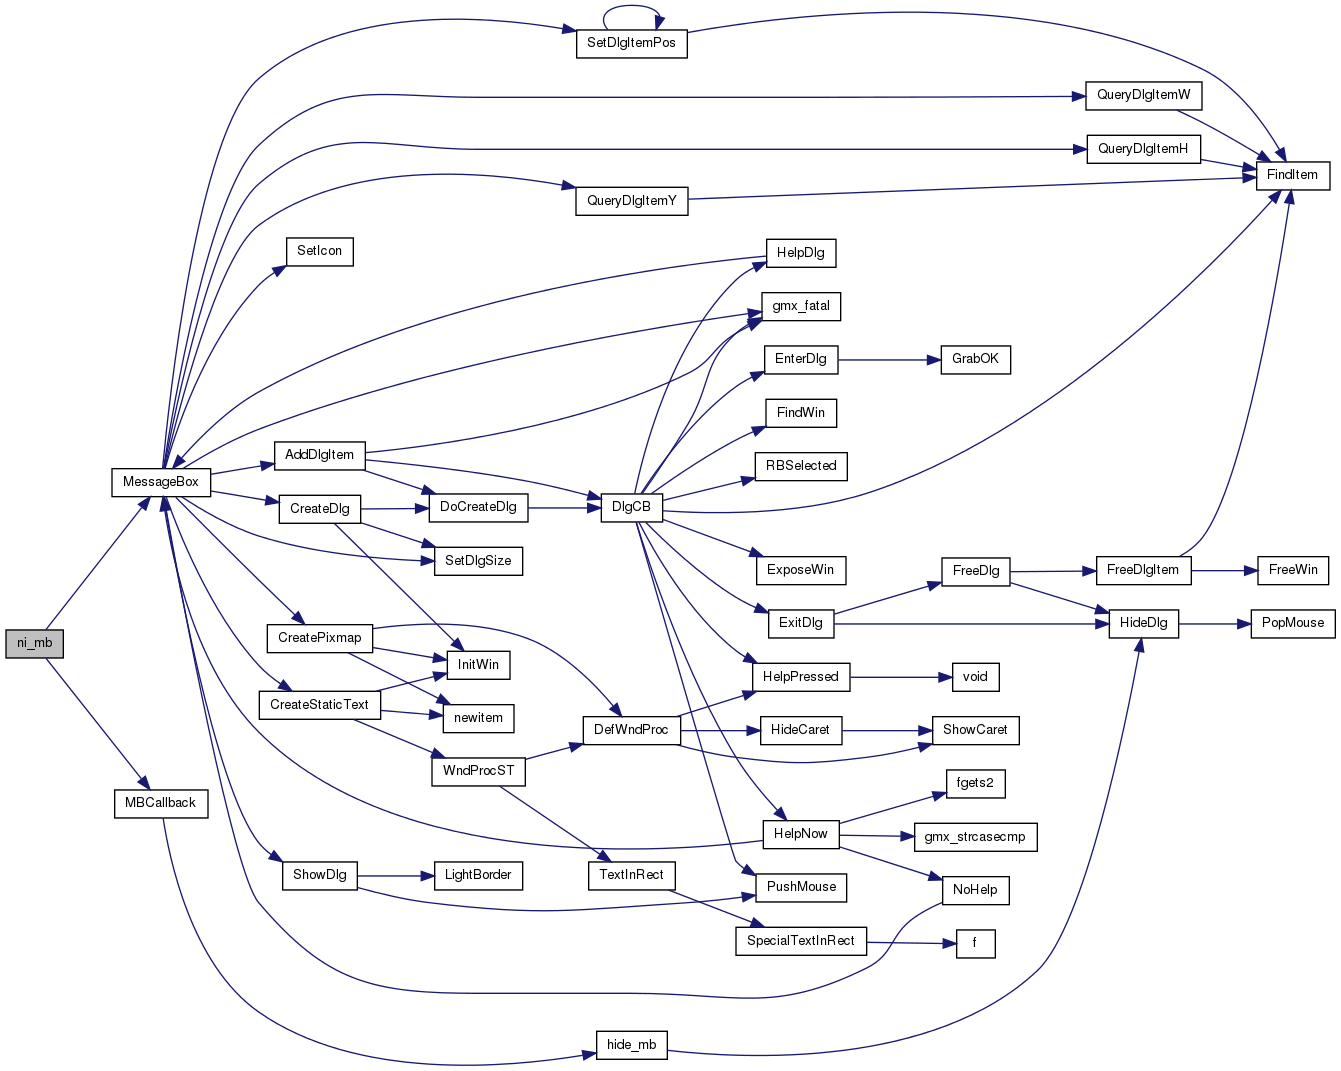 SetDlgItemPos
QueryDlgItemW
QueryDlgItemH
FindItem
QueryDlgItemY
SetIcon
HelpDlg
gmx_fatal
EnterDlg
GrabOK
FindWin
AddDlgItem
RBSelected
MessageBox
CreateDlg
DoCreateDlg
DlgCB
SetDlgSize
ExposeWin
FreeDlg
FreeDlgItem
FreeWin
ni_mb
CreatePixmap
ExitDlg
HideDlg
PopMouse
InitWin
HelpPressed
void
CreateStaticText
newitem
DefWndProc
HideCaret
ShowCaret
WndProcST
MBCallback
fgets2
HelpNow
gmx_strcasecmp
ShowDlg
LightBorder
TextInRect
PushMouse
NoHelp
SpecialTextInRect
f
hide_mb